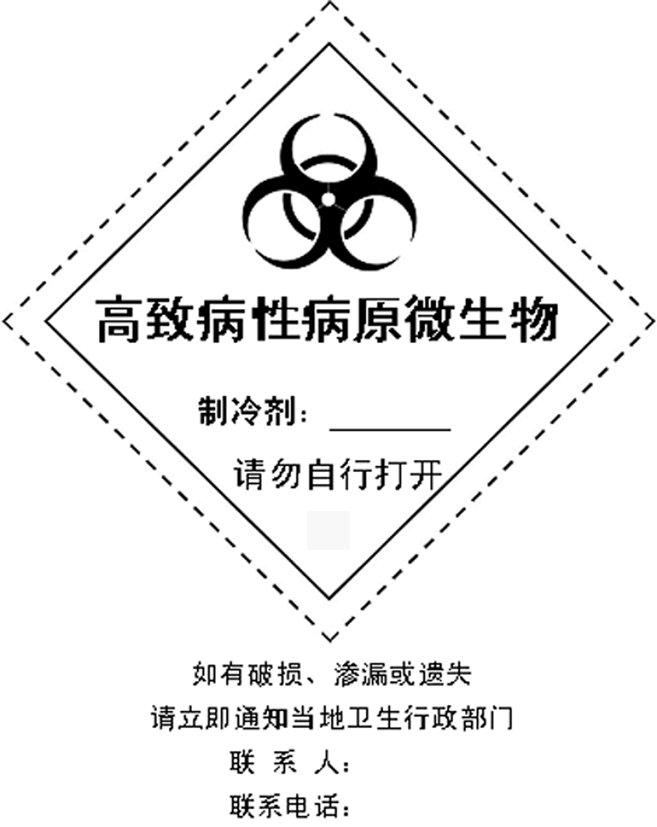 高致病性病原微生物
制冷剂：
请勿自行打开
如有破损、渗漏或遗失
请立即通知当地卫生行政部门
联 系 人：
联系电话：